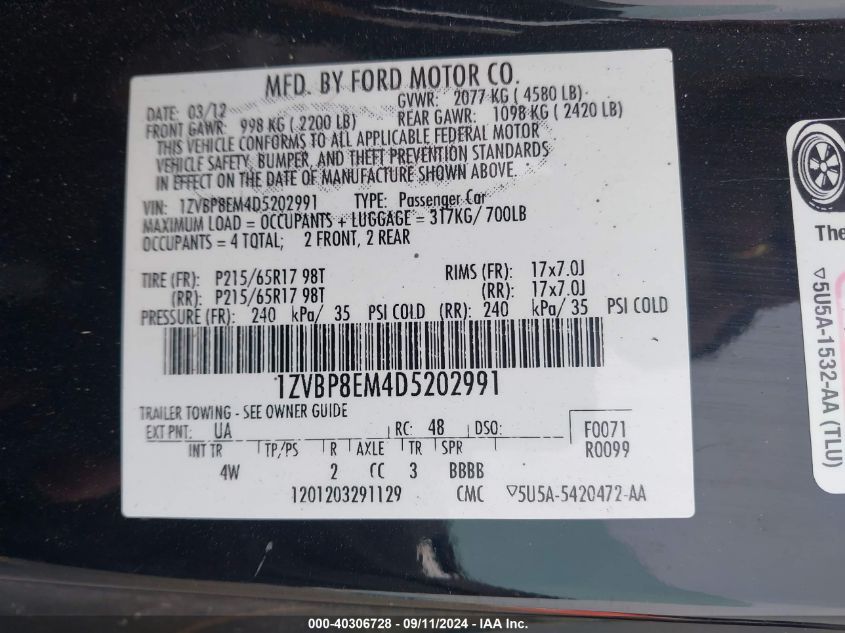 MFD. BY FORD MOTOR CO.
DATE: 03/12 GVWR: 2077 KG ( 4580 LB)
FRONT GAWR: 998 KG ( 2200 LB) REAR GAWR: 1098 KG ( 2420 LB)
THIS VEHICLE CONFORMS TO ALL APPLICABLE FEDERAL MOTOR
VEHICLE SAFETY, BUMPER, AND THEFT PREVENTION STANDARDS
IN EFFECT ON THE DATE OF MANUFACTURE SHOWN ABOVE.
VIN: 1ZVBP8EM4D5202991 TYPE: Passenger Car
MAXIMUM LOAD = OCCUPANTS + LUGGAGE = 317KG/ 700LB
OCCUPANTS = 4 TOTAL; 2 FRONT, 2 REAR
TIRE (FR): P215/65R17 98T RIMS (FR): 17x7.0J
(RR): P215/65R17 98T (RR): 17x7.0J
PRESSURE (FR): 240 kPa/ 35 PSI COLD (RR): 240 kPa/ 35 PSI COLD
1ZVBP8EM4D5202991
TRAILER TOWING - SEE OWNER GUIDE
EXT PNT: UA RC: 48 DSO: F0071
INT TR TP/PS R AXLE TR SPR R0099
4W 2 CC 3 BBBB
1201203291129 CMC ▽5U5A-5420472-AA
The
▽5U5A-1532-AA (TLU)
000-40306728 - 09/11/2024 - IAA Inc.